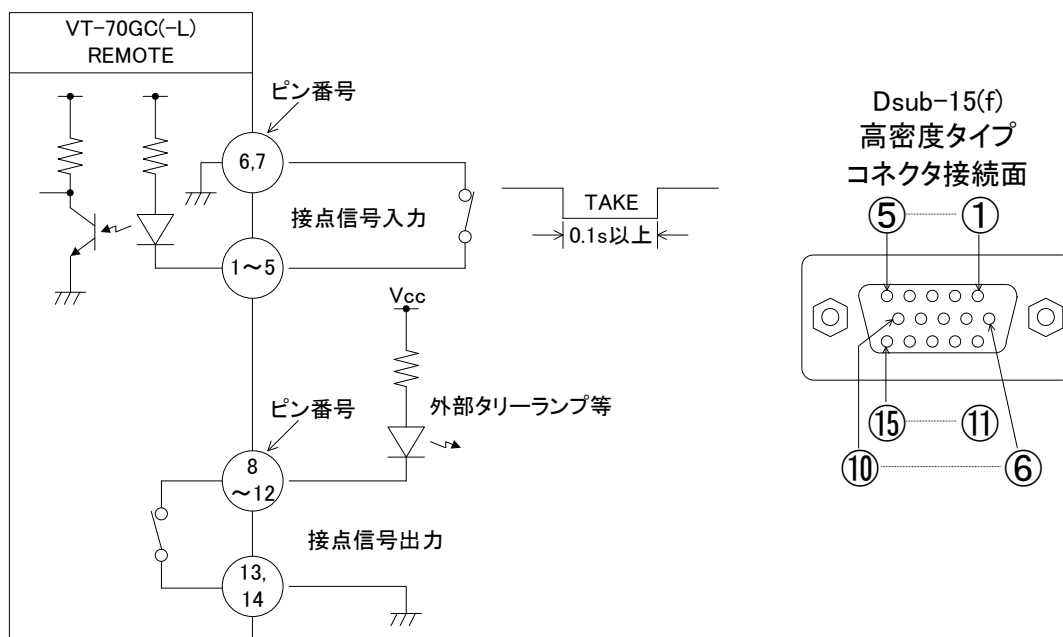 VT-70GC(-L)
REMOTE
ピン番号
6,7
接点信号入力
1～5
TAKE
0.1s以上
Vcc
外部タリーランプ等
ピン番号
8
～12
接点信号出力
13,
14
Dsub-15(f)
高密度タイプ
コネクタ接続面
⑤ ①
⑮ ⑪
⑩ ⑥